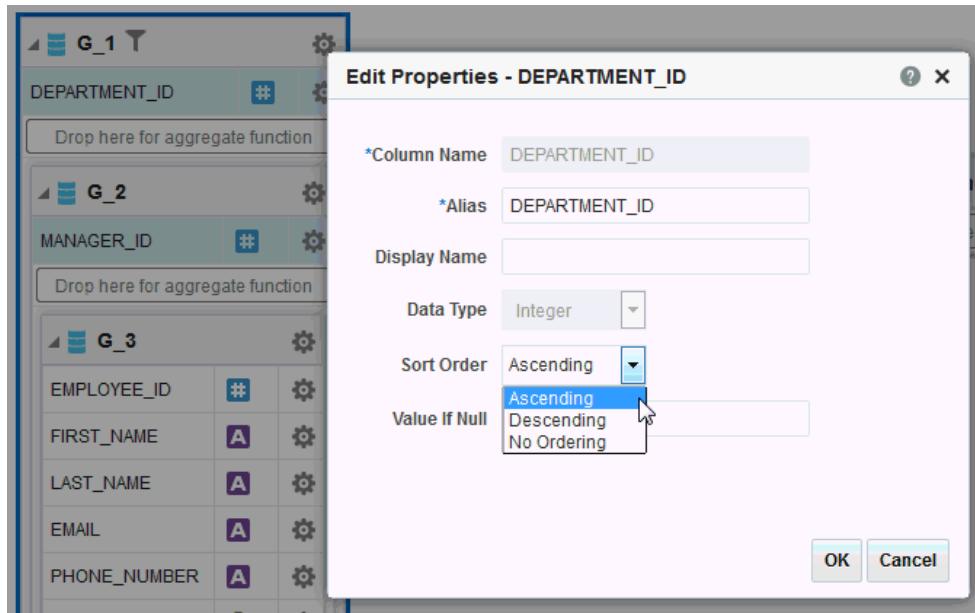 G_1
DEPARTMENT_ID #
Drop here for aggregate function
G_2
MANAGER_ID #
Drop here for aggregate function
G_3
EMPLOYEE_ID #
FIRST_NAME A
LAST_NAME A
EMAIL A
PHONE_NUMBER A
Edit Properties - DEPARTMENT_ID ?
*Column Name DEPARTMENT_ID
*Alias DEPARTMENT_ID
Display Name
Data Type Integer
Sort Order Ascending
Ascending
Descending
No Ordering
Value If Null
OK Cancel